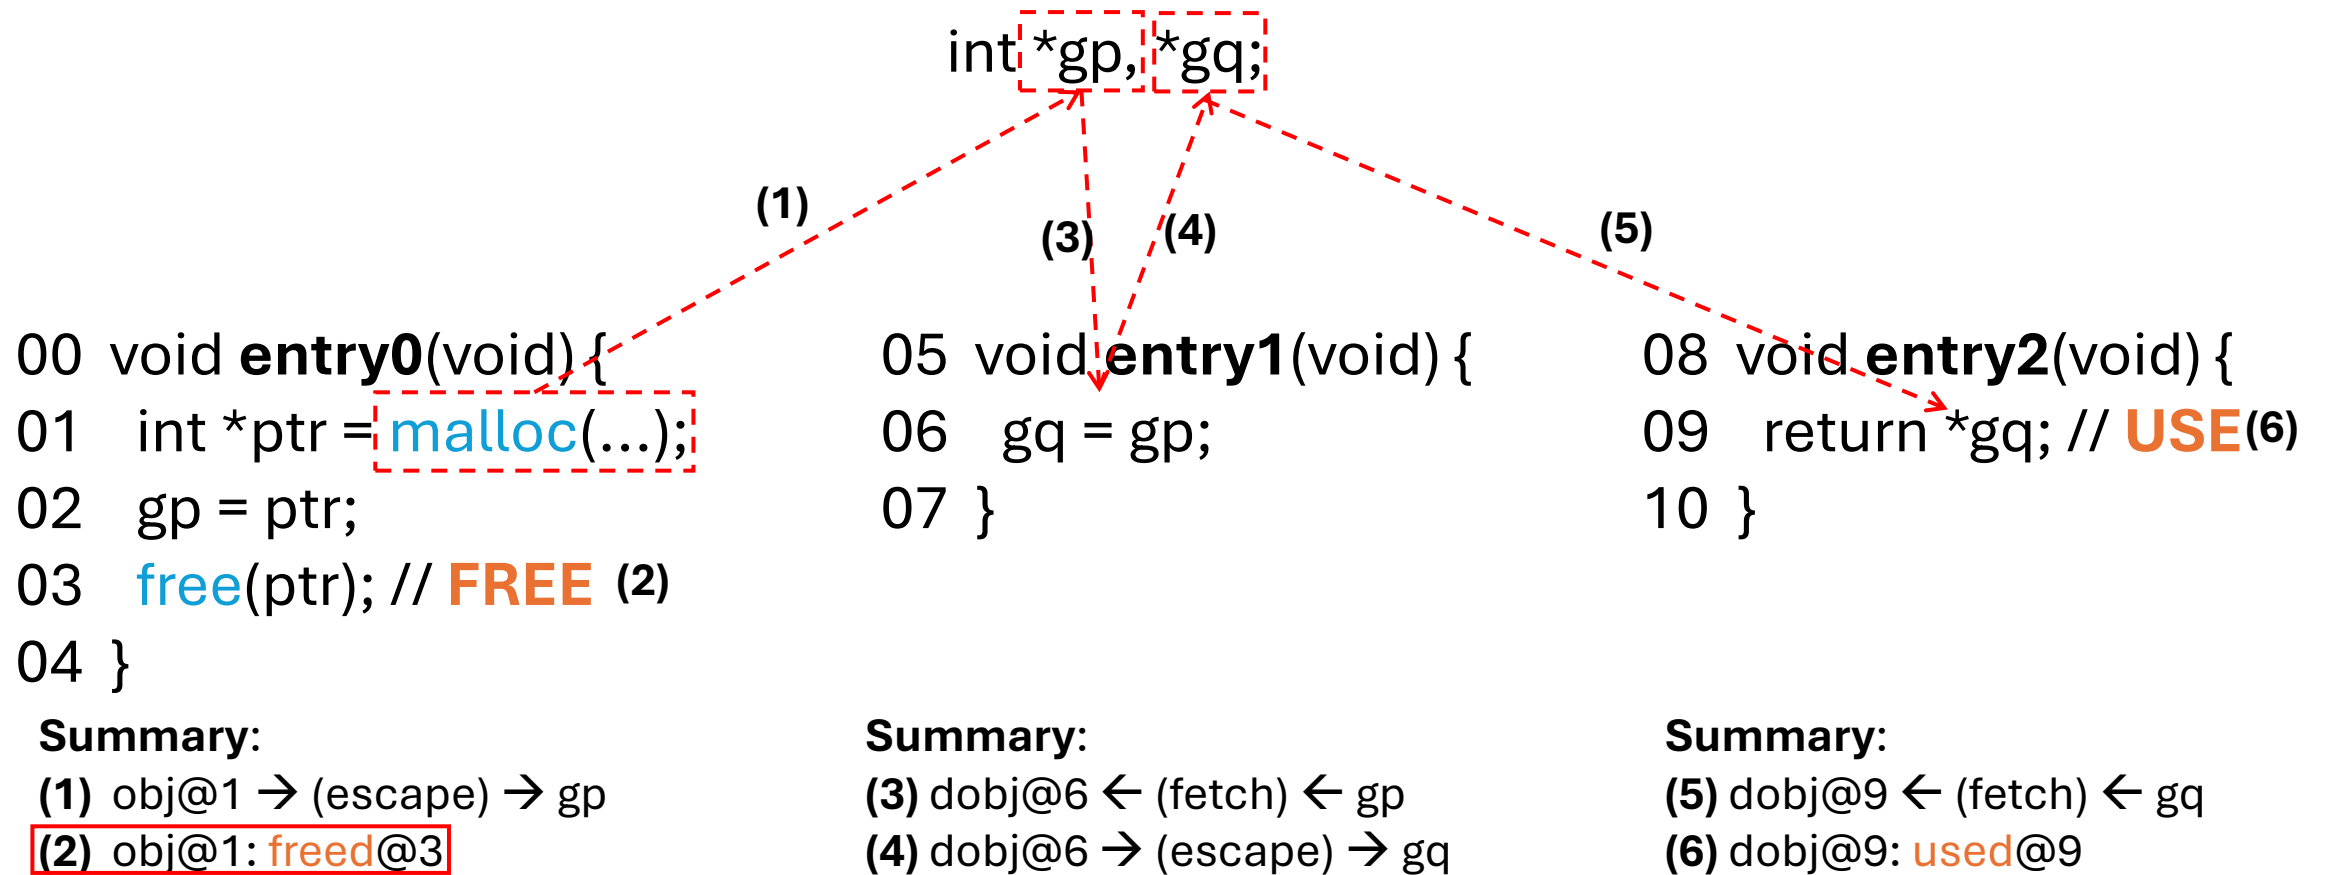 int *gp, *gq;
(1)
(3)
(4)
(5)
00 void entry0(void) {
01 int *ptr = malloc(...);
02 gp = ptr;
03 free(ptr); // FREE (2)
04 }
05 void entry1(void) {
06 gq = gp;
07 }
08 void entry2(void) {
09 return *gq; // USE (6)
10 }
Summary:
(1) obj@1 → (escape) → gp
(2) obj@1: freed@3
Summary:
(3) dobj@6 ← (fetch) ← gp
(4) dobj@6 → (escape) → gq
Summary:
(5) dobj@9 ← (fetch) ← gq
(6) dobj@9: used@9